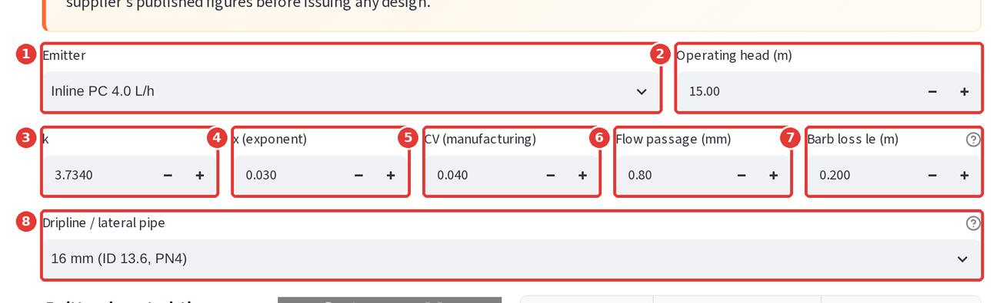 supplier's published figures before issuing any design.
1 Emitter 2 Operating head (m)
Inline PC 4.0 L/h 15.00 − +
3 k 4 x (exponent) 5 CV (manufacturing) 6 Flow passage (mm) 7 Barb loss le (m) ?
3.7340 − + 0.030 − + 0.040 − + 0.80 − + 0.200 − +
8 Dripline / lateral pipe ?
16 mm (ID 13.6, PN4)